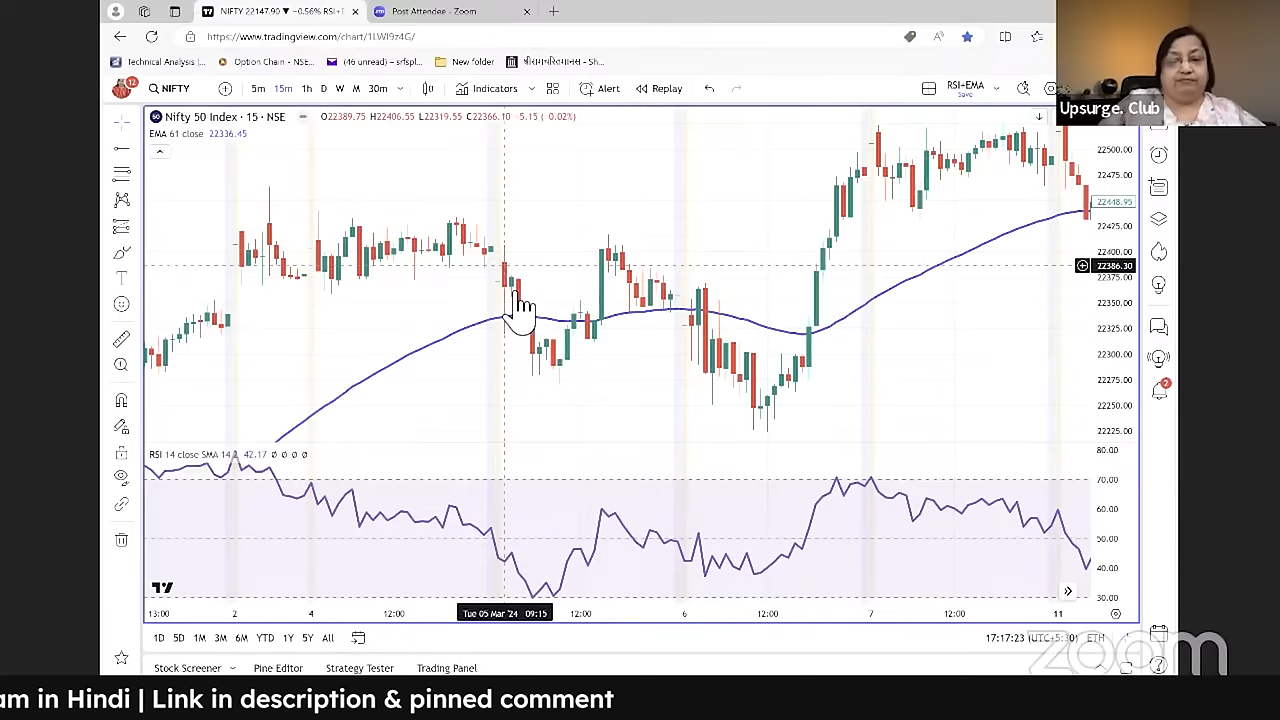 NIFTY 22147.90 ▼ −0.56% RSI+E
Post Attendee - Zoom
https://www.tradingview.com/chart/1LWI9z4G/
Technical Analysis |...
Option Chain - NSE...
(46 unread) – srfspl...
New folder
12
NIFTY
5m 15m 1h D W M 30m
Indicators
Alert
Replay
RSI+EMA
Save
Upsurge. Club
Nifty 50 Index · 15 · NSE
O22389.75 H22400.55 L22319.55 C22366.10 −5.15 (−0.02%)
EMA 61 close 22336.45
22500.00
22475.00
22448.95
22425.00
22400.00
22386.30
22375.00
22350.00
22325.00
22300.00
22275.00
22250.00
22225.00
RSI 14 close SMA 14 2 42.17 ∅ ∅ ∅ ∅
80.00
70.00
60.00
50.00
40.00
30.00
2
13:00 2 4 12:00 Tue 05 Mar '24 09:15 12:00 6 12:00 7 12:00 11
1D 5D 1M 3M 6M YTD 1Y 5Y All
17:17:23 (UTC+5:30) ETH
zoom
Stock Screener
Pine Editor
Strategy Tester
Trading Panel
am in Hindi | Link in description & pinned comment